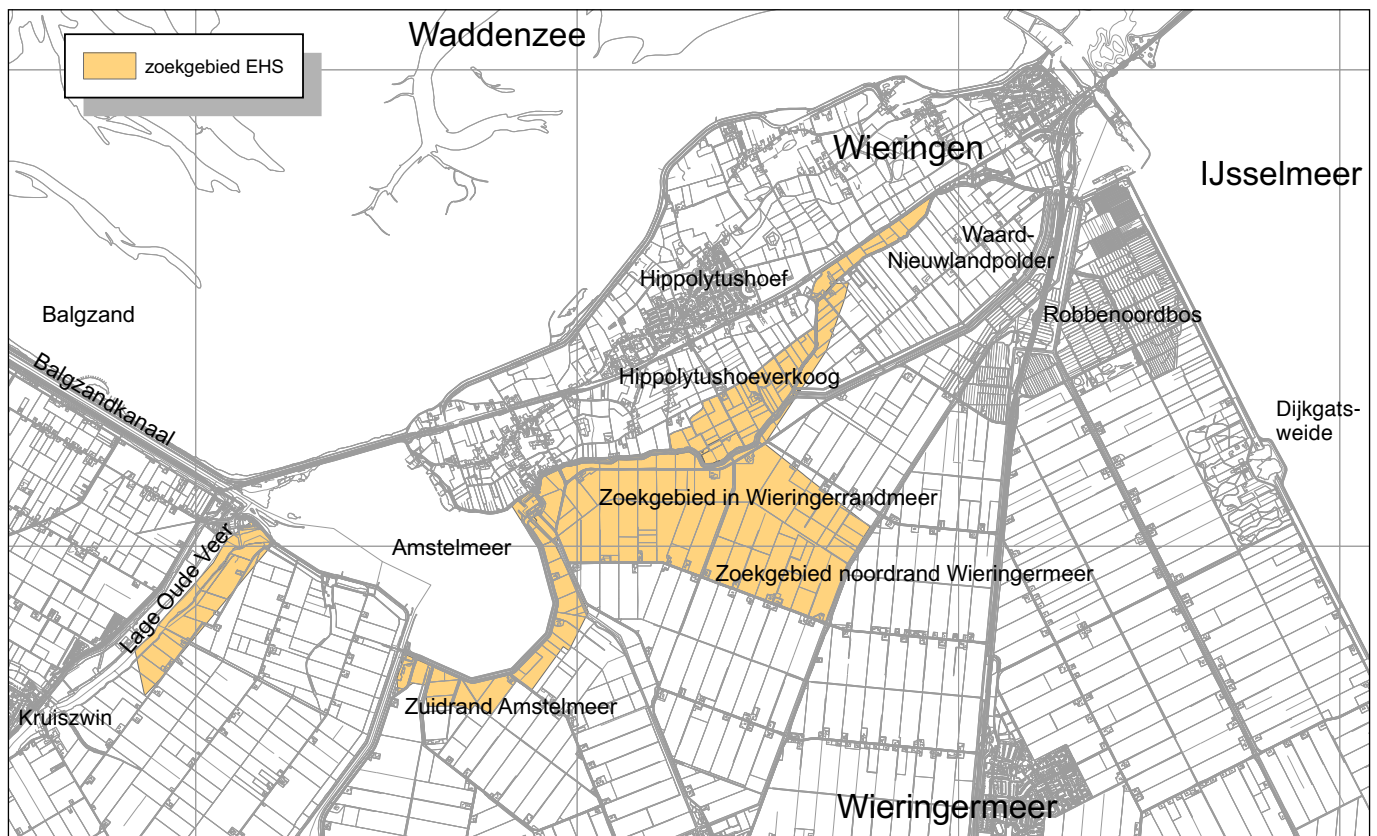 Waddenzee
zoekgebied EHS
Wieringen
IJsselmeer
Waard-
Nieuwlandpolder
Hippolytushoef
Balgzand
Robbenoordbos
Balgzandkanaal
Hippolytushoeverkoog
Dijkgats-
weide
Zoekgebied in Wieringerrandmeer
Amstelmeer
Zoekgebied noordrand Wieringermeer
Lage Oude Veer
Zuidrand Amstelmeer
Kruiszwin
Wieringermeer